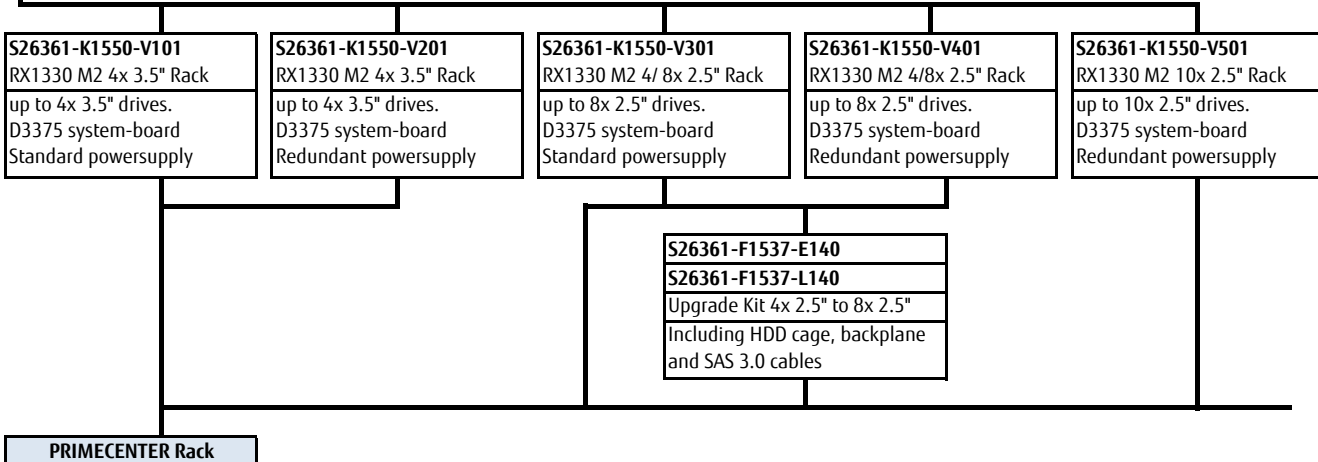 S26361-K1550-V101
RX1330 M2 4x 3.5" Rack
up to 4x 3.5" drives.
D3375 system-board
Standard powersupply
S26361-K1550-V201
RX1330 M2 4x 3.5" Rack
up to 4x 3.5" drives.
D3375 system-board
Redundant powersupply
S26361-K1550-V301
RX1330 M2 4/ 8x 2.5" Rack
up to 8x 2.5" drives.
D3375 system-board
Standard powersupply
S26361-K1550-V401
RX1330 M2 4/8x 2.5" Rack
up to 8x 2.5" drives.
D3375 system-board
Redundant powersupply
S26361-K1550-V501
RX1330 M2 10x 2.5" Rack
up to 10x 2.5" drives.
D3375 system-board
Redundant powersupply
S26361-F1537-E140
S26361-F1537-L140
Upgrade Kit 4x 2.5" to 8x 2.5"
Including HDD cage, backplane
and SAS 3.0 cables
PRIMECENTER Rack